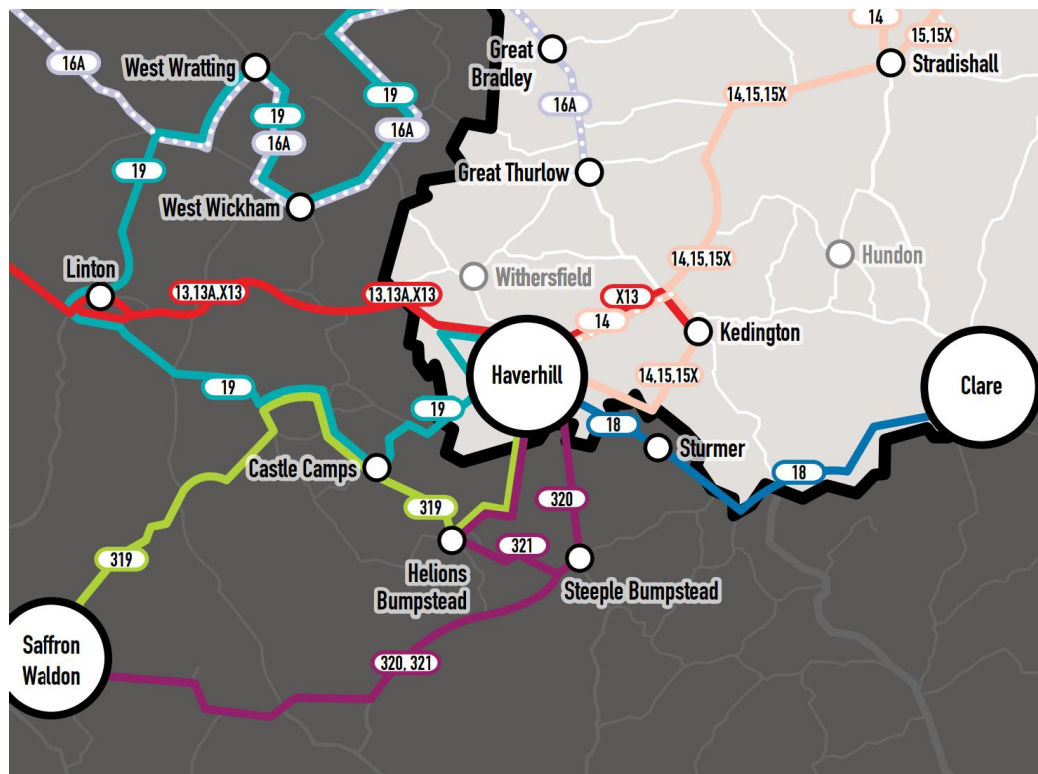 14
15,15X
Great
Bradley
Stradishall
16A
West Wratting
19
19
16A
14,15,15X
16A
16A
19
Great Thurlow
West Wickham
14,15,15X
Hundon
Linton
Withersfield
13,13A,X13
13,13A,X13
X13
14
Kedington
Haverhill
14,15,15X
Clare
19
19
18
Sturmer
Castle Camps
18
319
320
321
319
Helions
Bumpstead
Steeple Bumpstead
Saffron
Waldon
320, 321